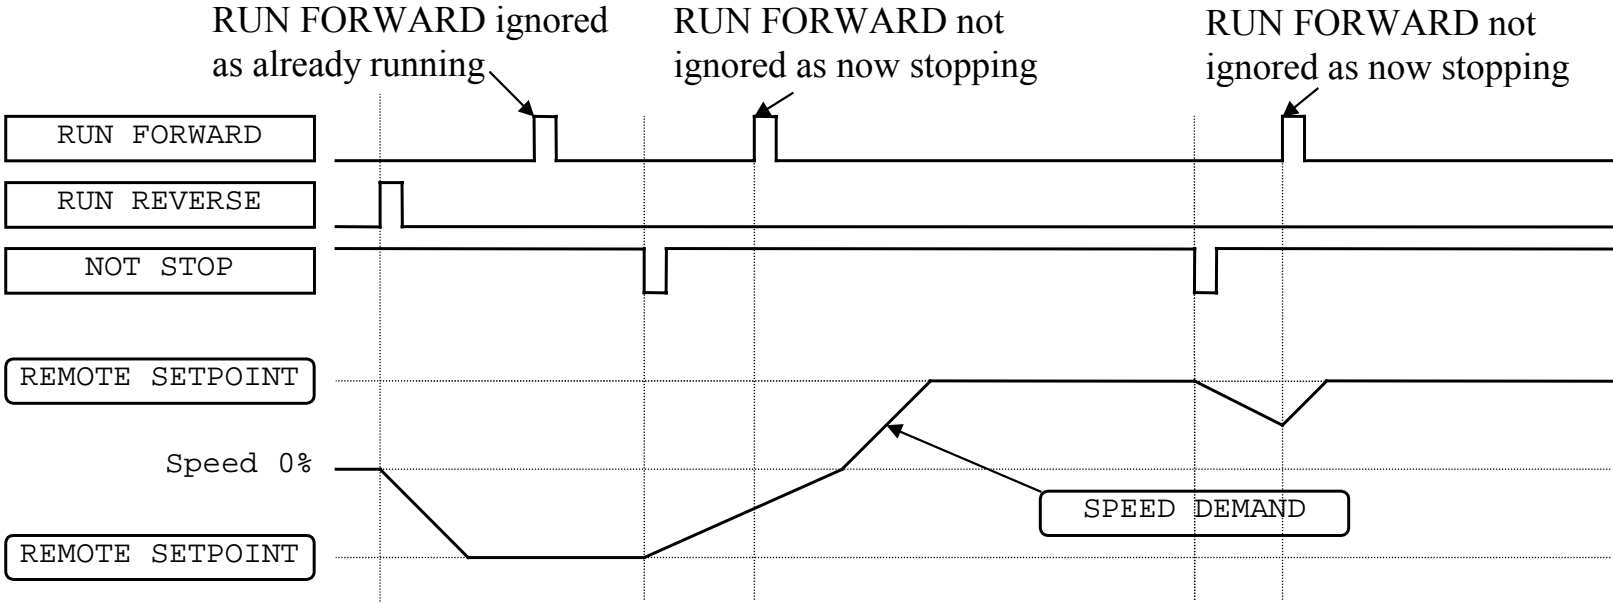 RUN FORWARD ignored
as already running
RUN FORWARD not
ignored as now stopping
RUN FORWARD not
ignored as now stopping
RUN FORWARD
RUN REVERSE
NOT STOP
REMOTE SETPOINT
Speed 0%
SPEED DEMAND
REMOTE SETPOINT